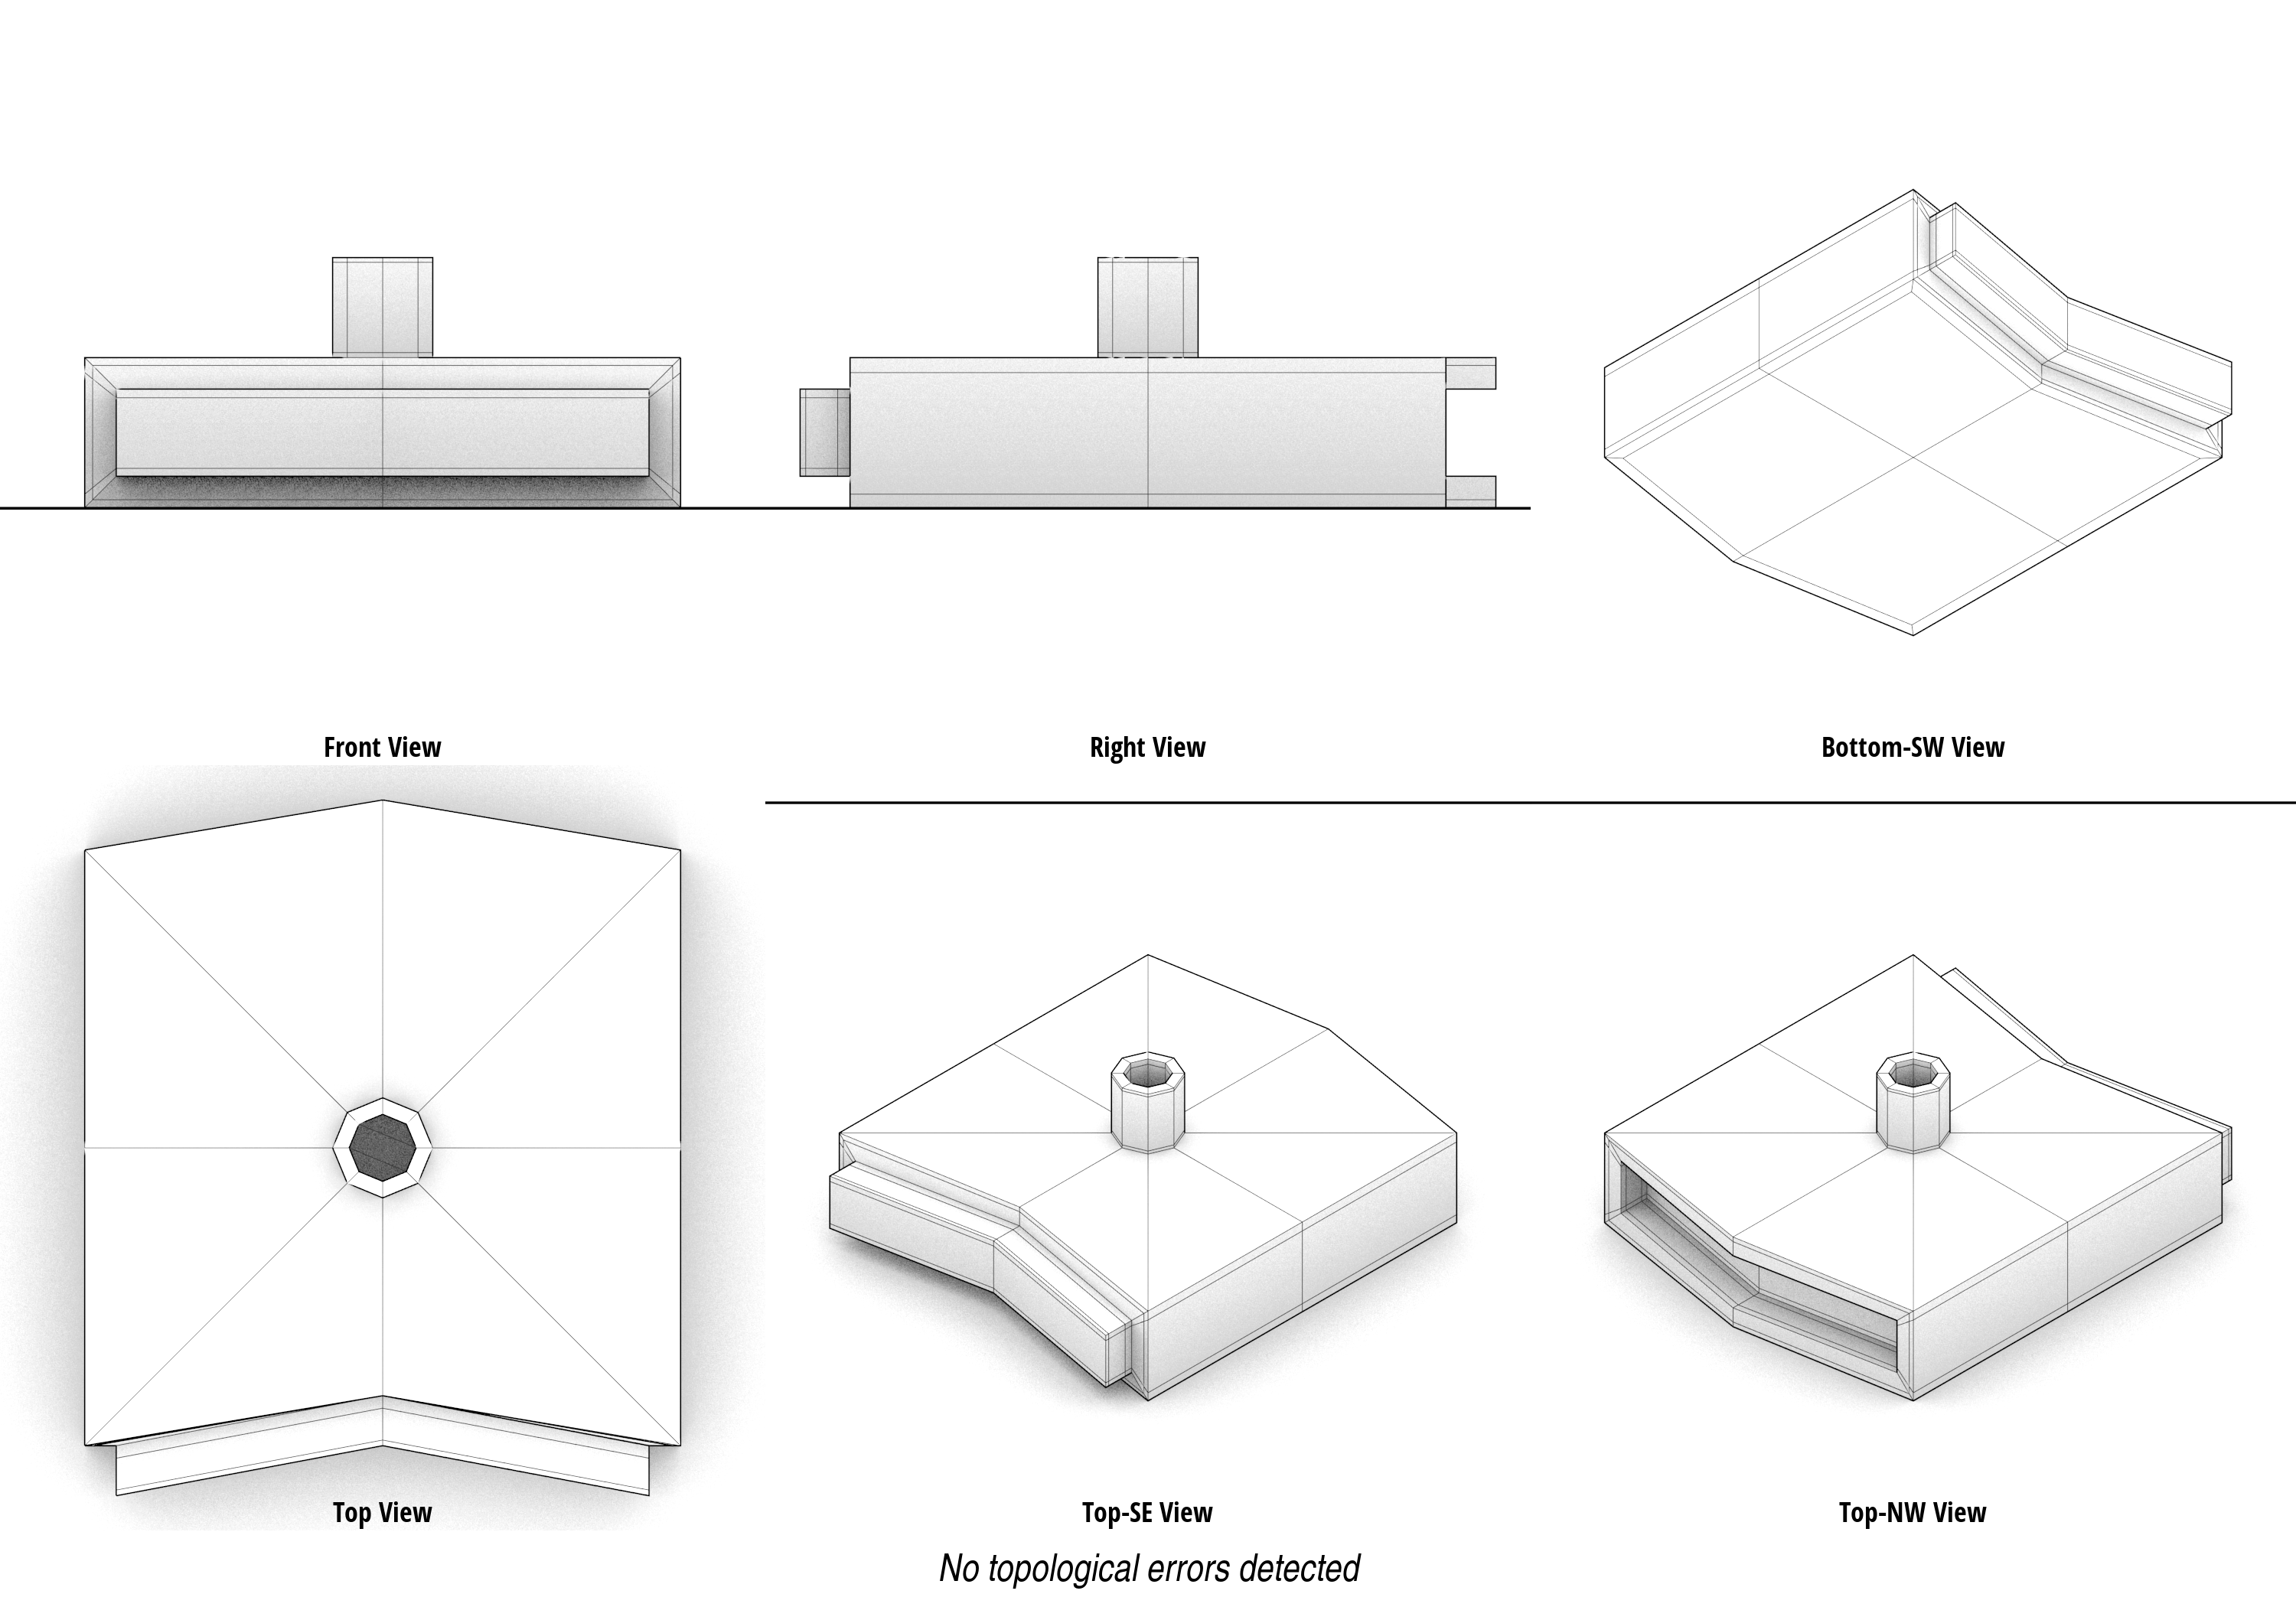 Front View
Right View
Bottom-SW View
Top View
Top-SE View
Top-NW View
No topological errors detected